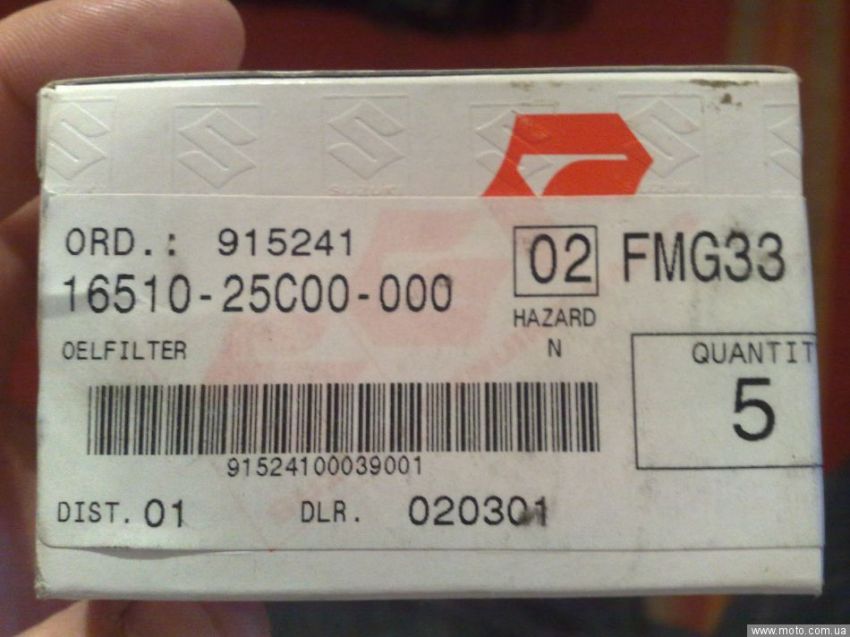 SUZUKI
ORD.: 915241
02 FMG33
16510-25C00-000
HAZARD
OELFILTER
N
QUANTIT
5
91524100039001
DIST. 01 DLR. 020301
www.moto.com.ua